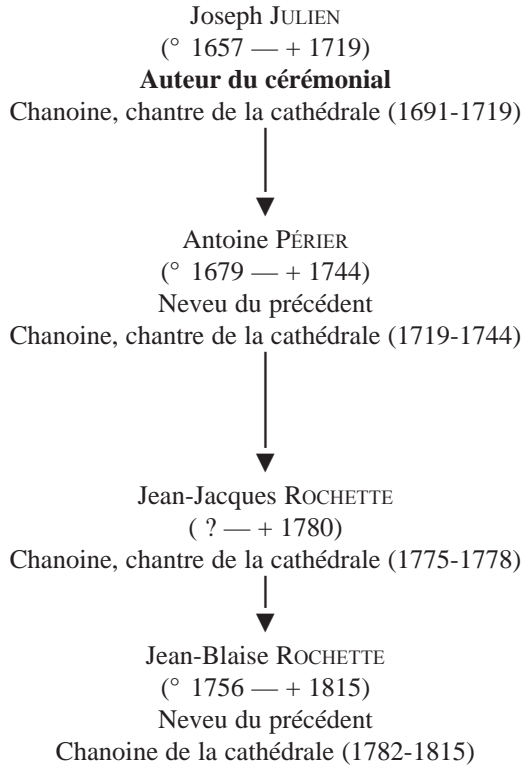 Joseph JULIEN
(° 1657 — + 1719)
Auteur du cérémonial
Chanoine, chantre de la cathédrale (1691-1719)
Antoine PÉRIER
(° 1679 — + 1744)
Neveu du précédent
Chanoine, chantre de la cathédrale (1719-1744)
Jean-Jacques ROCHETTE
( ? — + 1780)
Chanoine, chantre de la cathédrale (1775-1778)
Jean-Blaise ROCHETTE
(° 1756 — + 1815)
Neveu du précédent
Chanoine de la cathédrale (1782-1815)